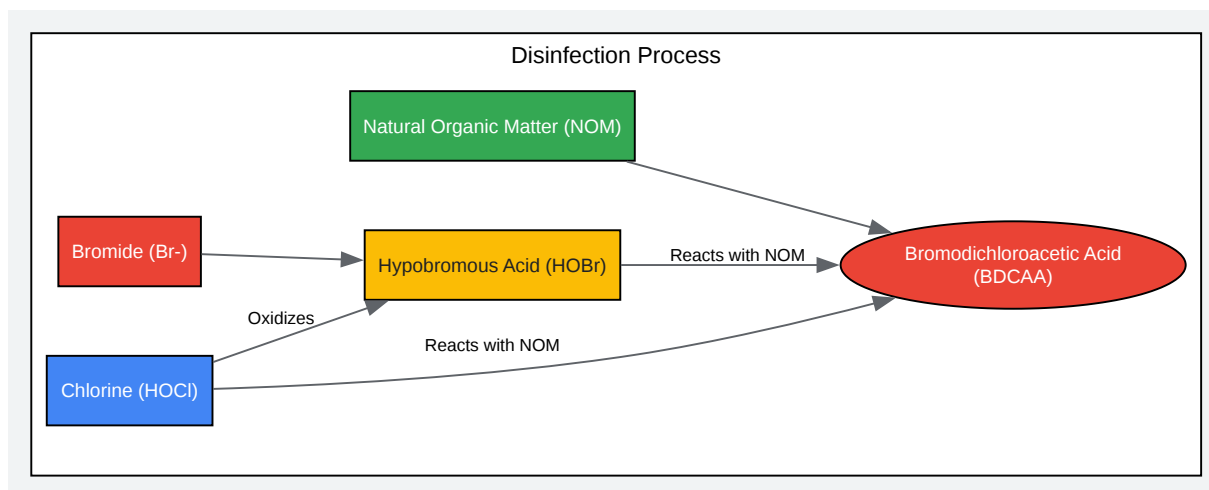 Disinfection Process
Natural Organic Matter (NOM)
Bromide (Br-)
Hypobromous Acid (HOBr)
Reacts with NOM
Bromodichloroacetic Acid
(BDCAA)
Oxidizes
Reacts with NOM
Chlorine (HOCl)